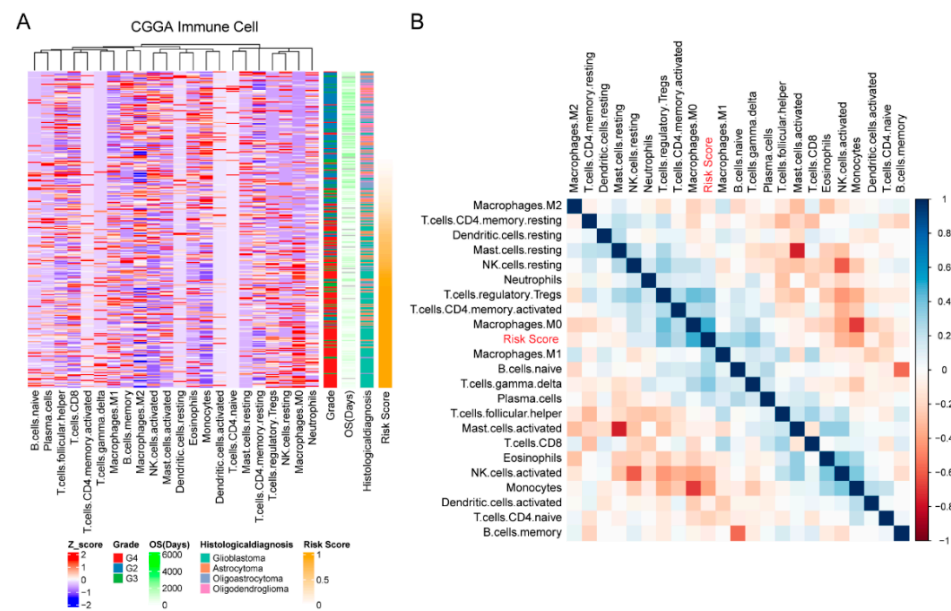 A
CGGA Immune Cell
B.cells.naive
Plasma.cells
T.cells.follicular.helper
T.cells.CD8
T.cells.CD4.memory.activated
T.cells.gamma.delta
Macrophages.M1
B.cells.memory
Macrophages.M2
NK.cells.activated
Mast.cells.activated
Dendritic.cells.resting
Eosinophils
Monocytes
Dendritic.cells.activated
T.cells.CD4.naive
Mast.cells.resting
T.cells.CD4.memory.resting
T.cells.regulatory.Tregs
NK.cells.resting
Macrophages.M0
Neutrophils
Grade
OS(Days)
Histologicaldiagnosis
Risk Score
Z_score
2
1
0
-1
-2
Grade
G4
G2
G3
OS(Days)
6000
4000
2000
0
Histologicaldiagnosis
Glioblastoma
Astrocytoma
Oligoastrocytoma
Oligodendroglioma
Risk Score
1
0.5
0
B
Macrophages.M2
T.cells.CD4.memory.resting
Dendritic.cells.resting
Mast.cells.resting
NK.cells.resting
Neutrophils
T.cells.regulatory.Tregs
T.cells.CD4.memory.activated
Macrophages.M0
Risk Score
Macrophages.M1
B.cells.naive
T.cells.gamma.delta
Plasma.cells
T.cells.follicular.helper
Mast.cells.activated
T.cells.CD8
Eosinophils
NK.cells.activated
Monocytes
Dendritic.cells.activated
T.cells.CD4.naive
B.cells.memory
Macrophages.M2
T.cells.CD4.memory.resting
Dendritic.cells.resting
Mast.cells.resting
NK.cells.resting
Neutrophils
T.cells.regulatory.Tregs
T.cells.CD4.memory.activated
Macrophages.M0
Risk Score
Macrophages.M1
B.cells.naive
T.cells.gamma.delta
Plasma.cells
T.cells.follicular.helper
Mast.cells.activated
T.cells.CD8
Eosinophils
NK.cells.activated
Monocytes
Dendritic.cells.activated
T.cells.CD4.naive
B.cells.memory
1
0.8
0.6
0.4
0.2
0
-0.2
-0.4
-0.6
-0.8
-1